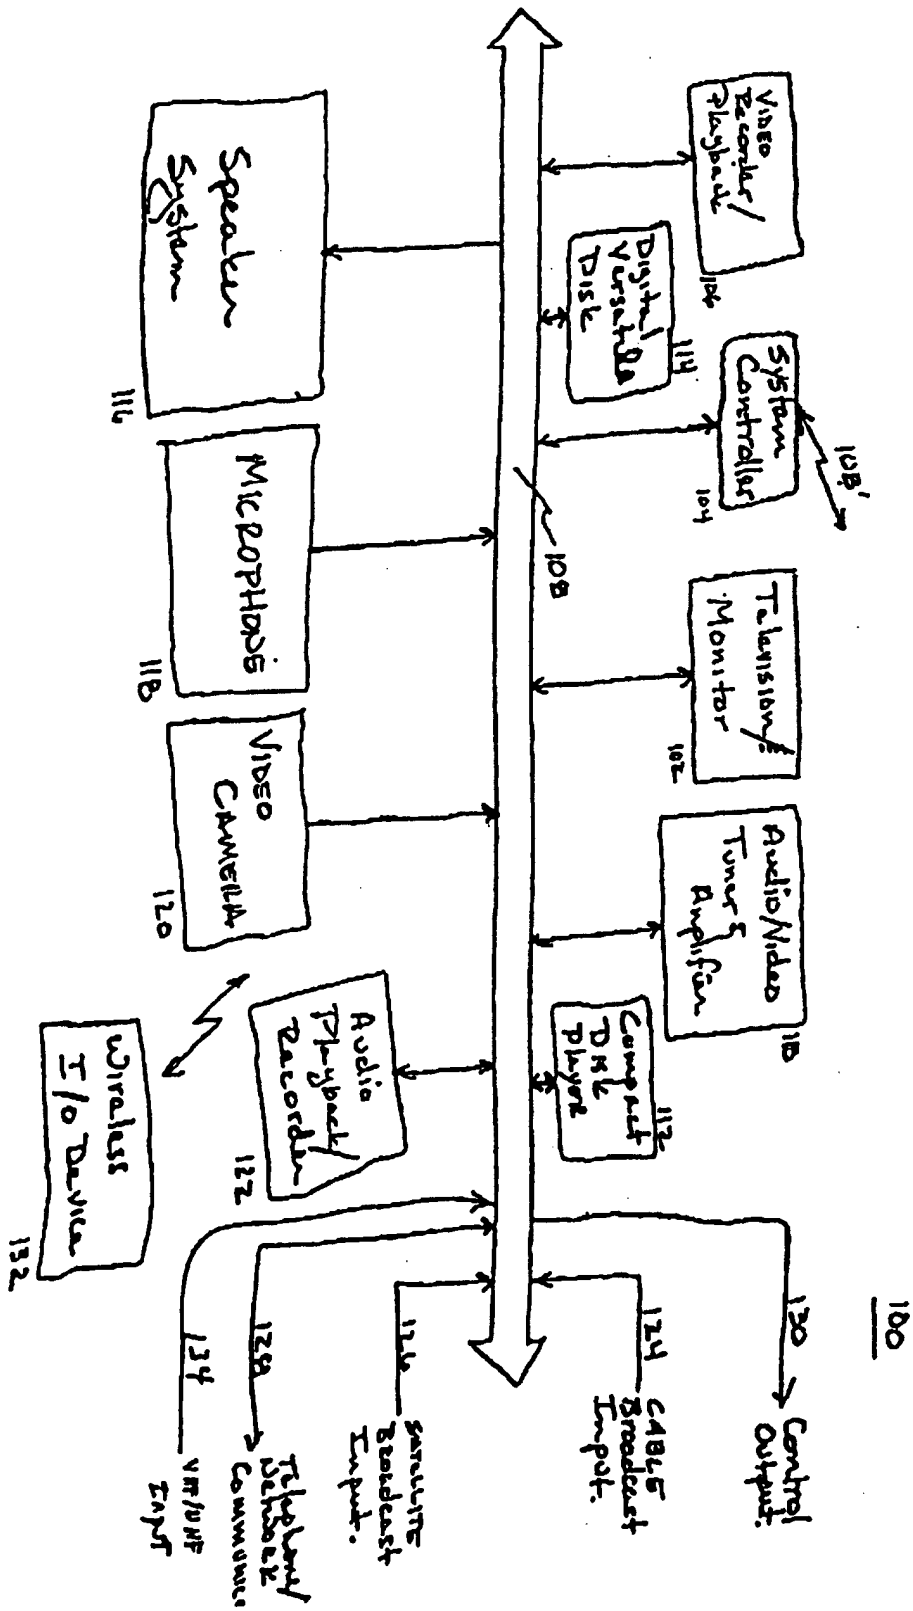 100
VIDEO
Recorder/
Playback
106
System
Controller
104
108'
Television/
Monitor
102
Audio/Video
Tuner &
Amplifier
110
Digital
Versatile
Disk
114
Compact
Disk
Player
112
108
130
Control
Output.
124
CABLE
Broadcast
Input.
126
SATELLITE
Broadcast
Input.
128
Telephone/
Network
Communica
134
VHF/UHF
Input
Speaker
System
116
MICROPHONE
118
VIDEO
CAMERA
120
Audio
Playback/
Recorder
122
Wireless
I/O Device
132